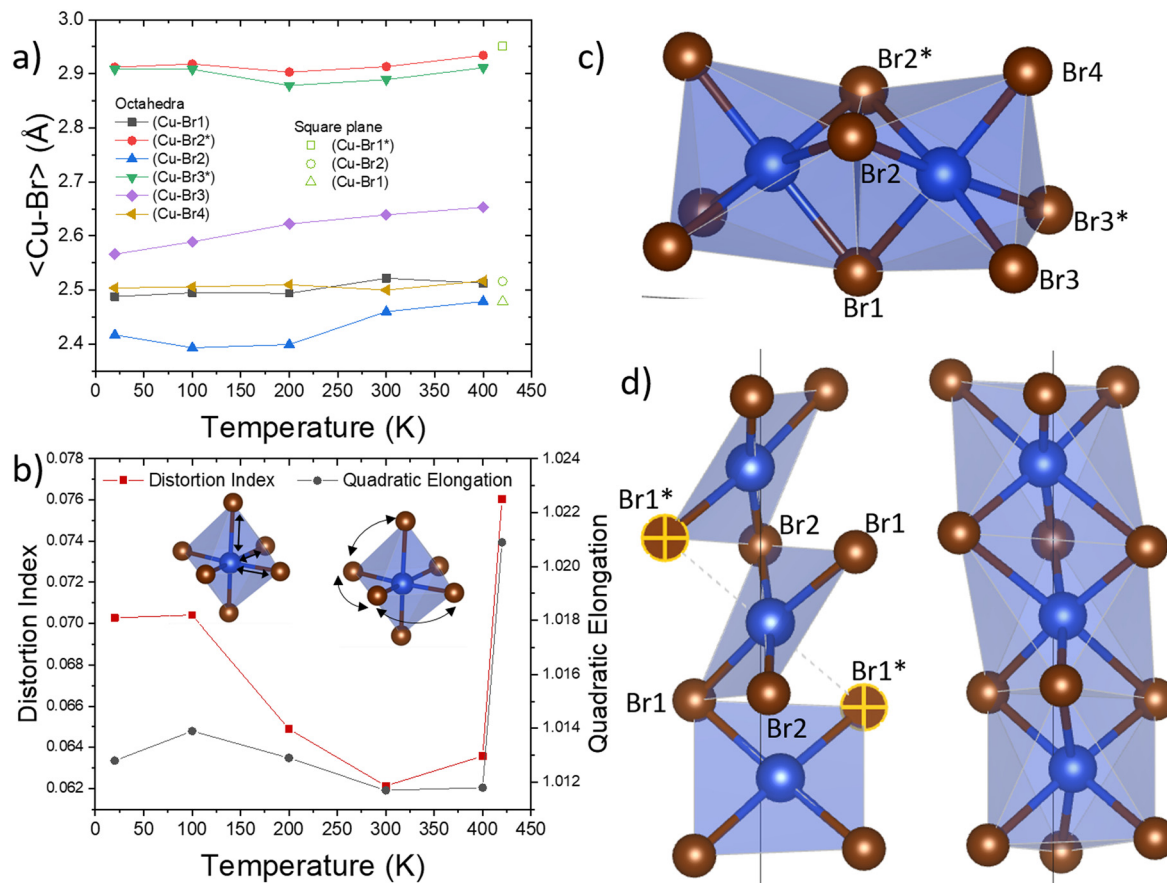 a)
<Cu-Br> (Å)
3.0
2.9
2.8
2.7
2.6
2.5
2.4
Octahedra
(Cu-Br1)
(Cu-Br2*)
(Cu-Br2)
(Cu-Br3*)
(Cu-Br3)
(Cu-Br4)
Square plane
(Cu-Br1*)
(Cu-Br2)
(Cu-Br1)
0 50 100 150 200 250 300 350 400 450
Temperature (K)
b)
Distortion Index
0.078
0.076
0.074
0.072
0.070
0.068
0.066
0.064
0.062
Distortion Index
Quadratic Elongation
1.024
1.022
1.020
1.018
1.016
1.014
1.012
Quadratic Elongation
0 50 100 150 200 250 300 350 400 450
Temperature (K)
c)
Br2*
Br4
Br2
Br3*
Br3
Br1
d)
Br1*
Br2
Br1
Br1*
Br1
Br2